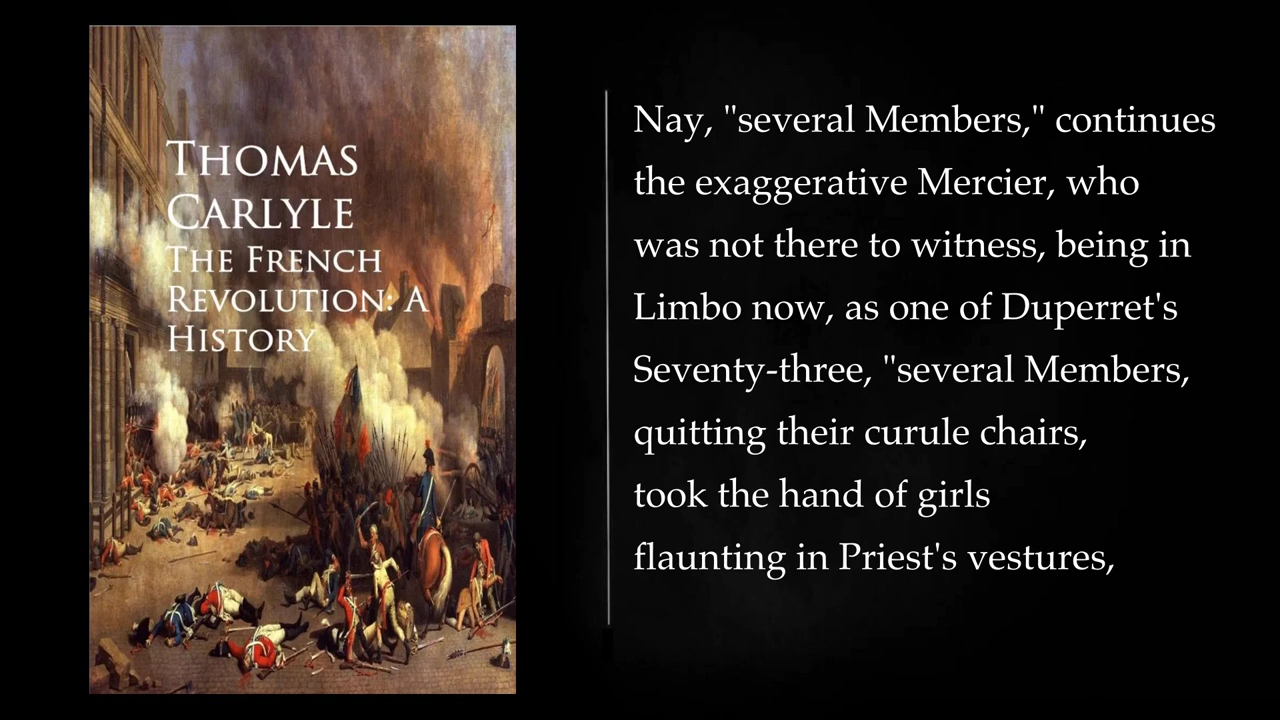 THOMAS
CARLYLE
THE FRENCH
REVOLUTION: A
HISTORY
Nay, "several Members," continues
the exaggerative Mercier, who
was not there to witness, being in
Limbo now, as one of Duperret's
Seventy-three, "several Members,
quitting their curule chairs,
took the hand of girls
flaunting in Priest's vestures,